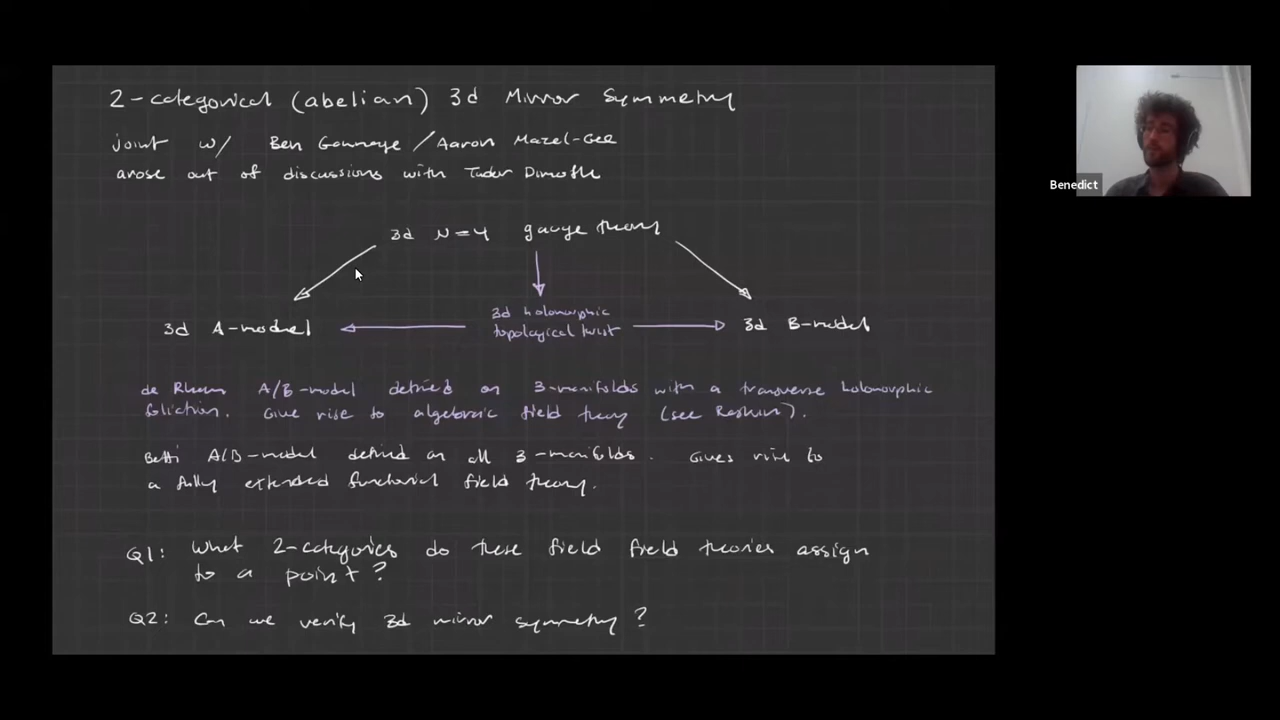 2-categorical (abelian) 3d Mirror Symmetry
joint w/ Ben Gammage / Aaron Mazel-Gee
arose out of discussions with Tudor Dimofte
3d N=4 gauge theory
3d A-model
3d holomorphic
topological twist
3d B-model
de Rham A/B-model defined on 3-manifolds with a transverse holomorphic
foliation. Give rise to algebraic field theory (see Raskin).
Betti A/B-model defined on all 3-manifolds. Gives rise to
a fully extended functorial field theory.
Q1: What 2-categories do these field field theories assign
to a point?
Q2: Can we verify 3d mirror symmetry?
Benedict